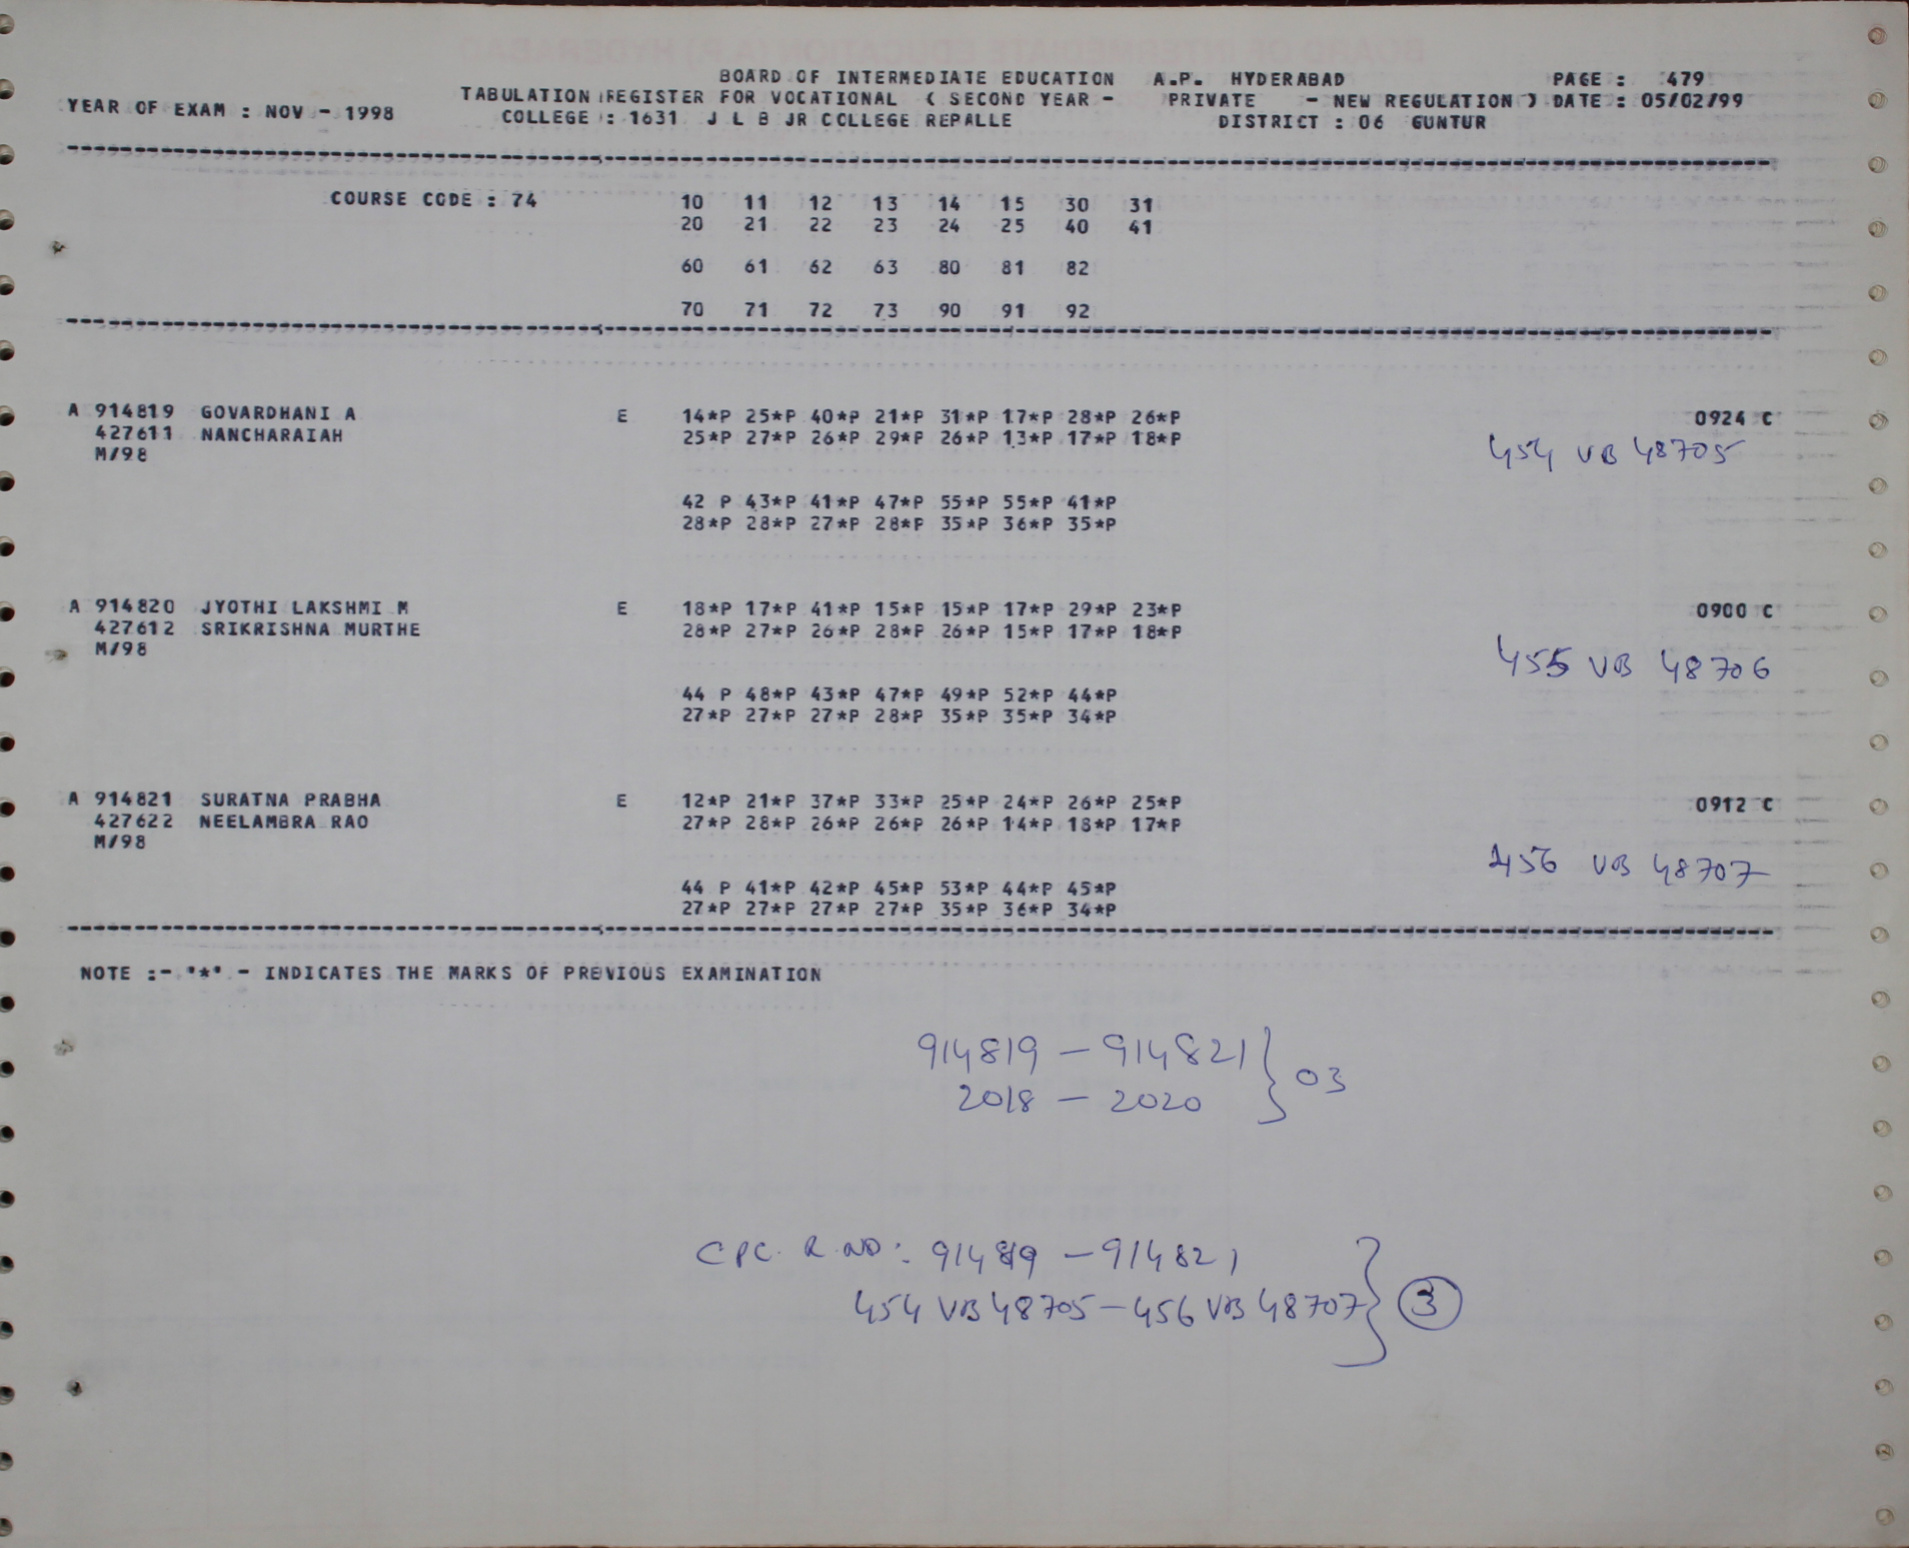 BOARD OF INTERMEDIATE EDUCATION A.P. HYDERABAD PAGE : 479
YEAR OF EXAM : NOV - 1998 TABULATION REGISTER FOR VOCATIONAL ( SECOND YEAR - PRIVATE - NEW REGULATION ) DATE : 05/02/99
COLLEGE : 1631 J L B JR COLLEGE REPALLE DISTRICT : 06 GUNTUR
COURSE CODE : 74 10 11 12 13 14 15 30 31
20 21 22 23 24 25 40 41
60 61 62 63 80 81 82
70 71 72 73 90 91 92
A 914819 GOVARDHANI A E 14*P 25*P 40*P 21*P 31*P 17*P 28*P 26*P 0924 C
427611 NANCHARAIAH 25*P 27*P 26*P 29*P 26*P 13*P 17*P 18*P
M/98 454 VB 48705
42 P 43*P 41*P 47*P 55*P 55*P 41*P
28*P 28*P 27*P 28*P 35*P 36*P 35*P
A 914820 JYOTHI LAKSHMI M E 18*P 17*P 41*P 15*P 15*P 17*P 29*P 23*P 0900 C
427612 SRIKRISHNA MURTHE 28*P 27*P 26*P 28*P 26*P 15*P 17*P 18*P
M/98 455 VB 48706
44 P 48*P 43*P 47*P 49*P 52*P 44*P
27*P 27*P 27*P 28*P 35*P 35*P 34*P
A 914821 SURATNA PRABHA E 12*P 21*P 37*P 33*P 25*P 24*P 26*P 25*P 0912 C
427622 NEELAMBRA RAO 27*P 28*P 26*P 26*P 26*P 14*P 18*P 17*P
M/98 456 VB 48707
44 P 41*P 42*P 45*P 53*P 44*P 45*P
27*P 27*P 27*P 27*P 35*P 36*P 34*P
NOTE :- '*' - INDICATES THE MARKS OF PREVIOUS EXAMINATION
914819 - 914821 } 03
2018 - 2020
CPC. R.NO: 914819 - 914821
454 VB 48705 - 456 VB 48707 } 3